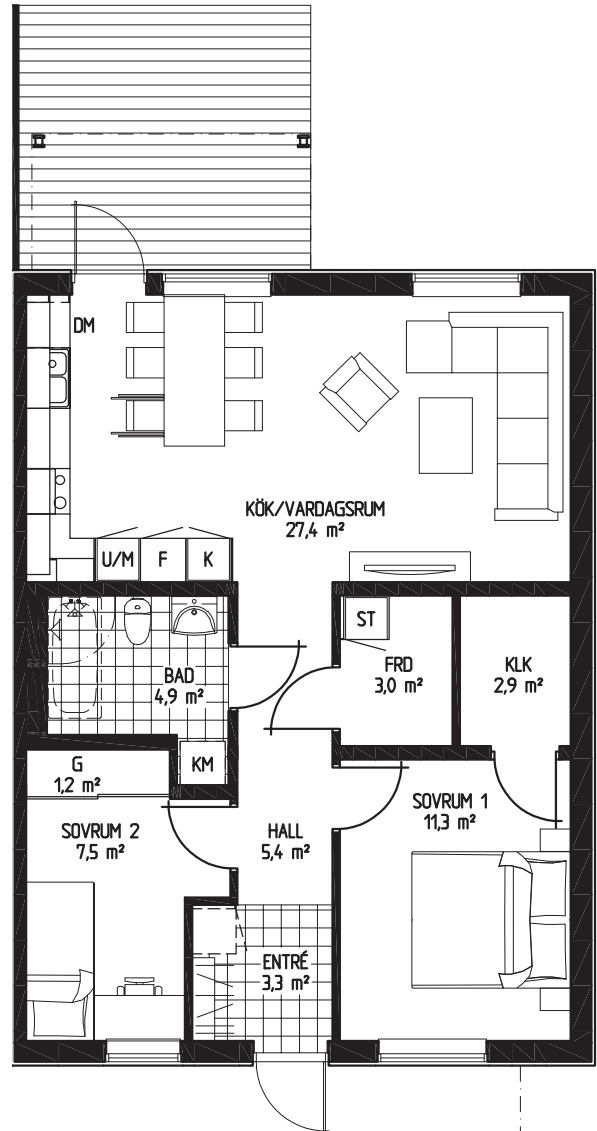 DM
KÖK/VARDAGSRUM
27,4 m²
U/M
F
K
ST
BAD
4,9 m²
FRD
3,0 m²
KLK
2,9 m²
KM
G
1,2 m²
SOVRUM 1
11,3 m²
SOVRUM 2
7,5 m²
HALL
5,4 m²
ENTRÉ
3,3 m²